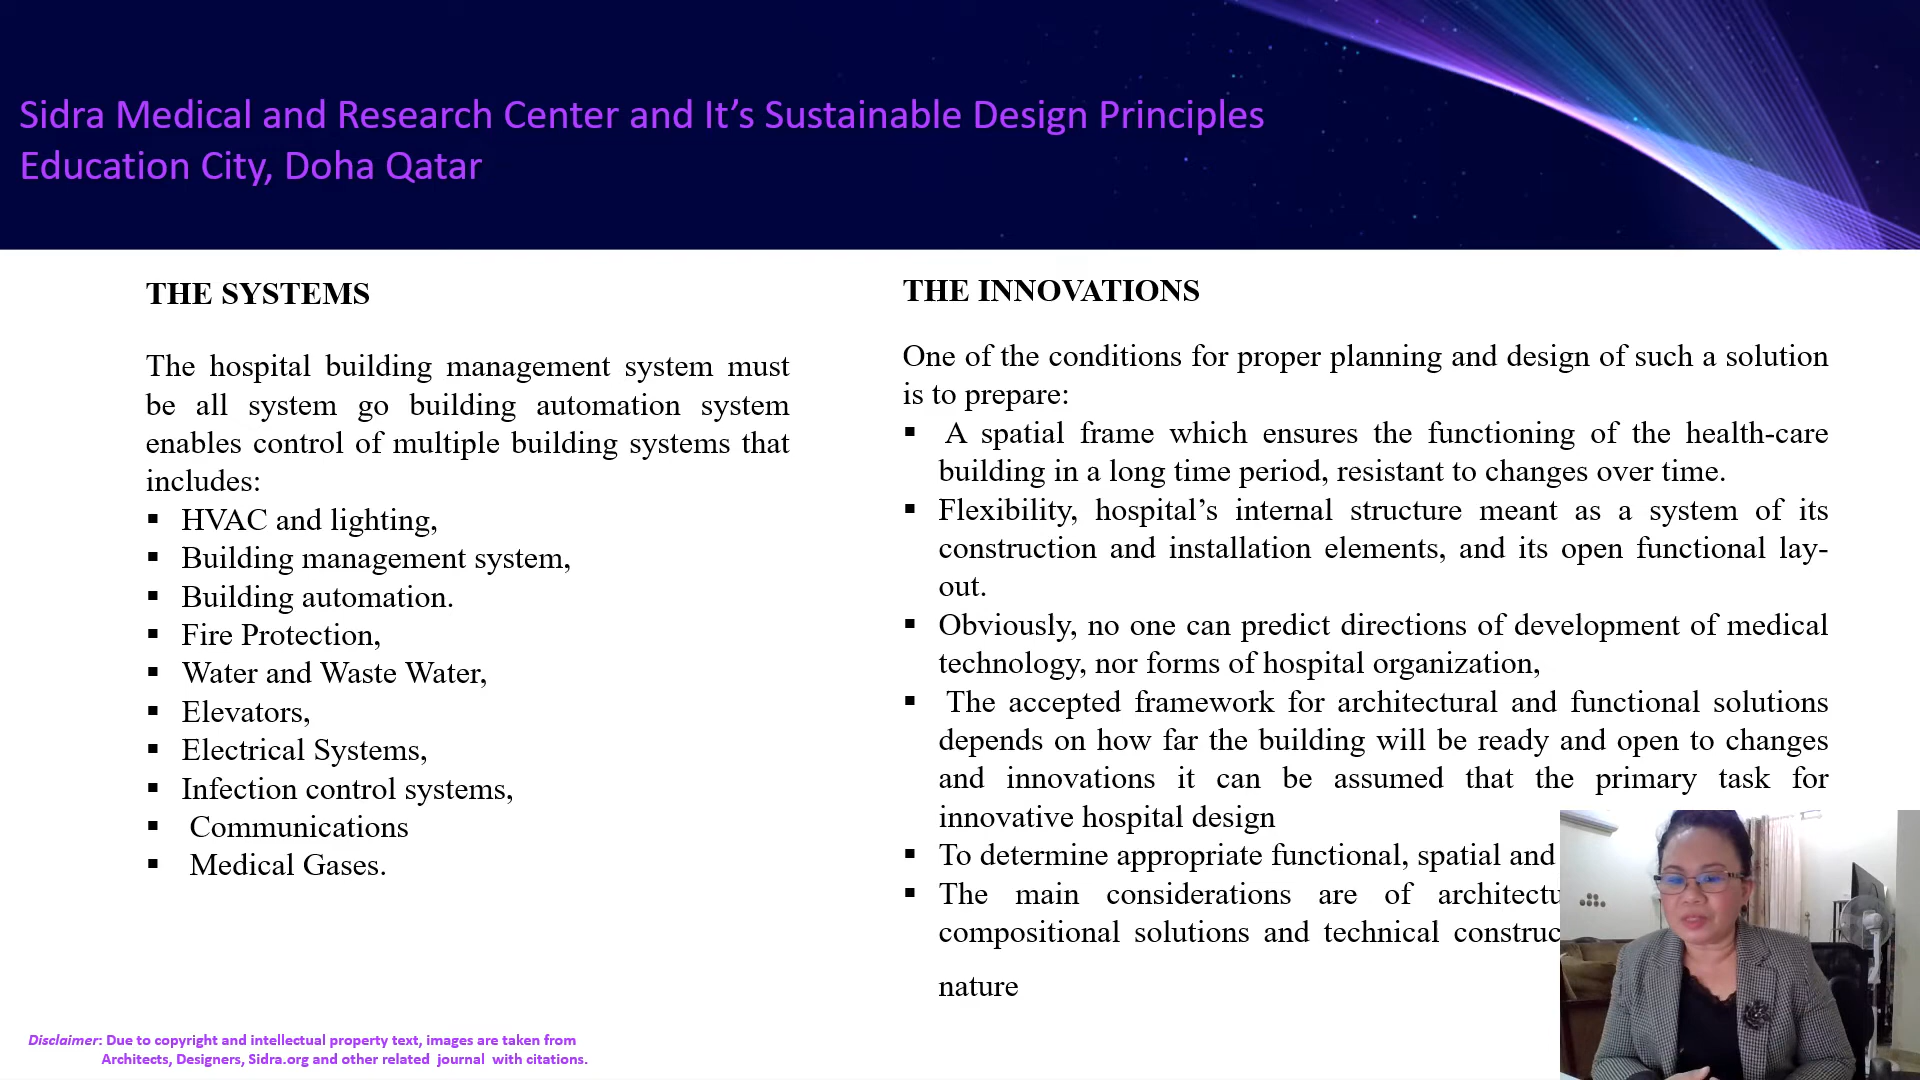 Sidra Medical and Research Center and It’s Sustainable Design Principles
Education City, Doha Qatar
THE SYSTEMS
The hospital building management system must
be all system go building automation system
enables control of multiple building systems that
includes:
▪ HVAC and lighting,
▪ Building management system,
▪ Building automation.
▪ Fire Protection,
▪ Water and Waste Water,
▪ Elevators,
▪ Electrical Systems,
▪ Infection control systems,
▪ Communications
▪ Medical Gases.
THE INNOVATIONS
One of the conditions for proper planning and design of such a solution
is to prepare:
▪ A spatial frame which ensures the functioning of the health-care
building in a long time period, resistant to changes over time.
▪ Flexibility, hospital’s internal structure meant as a system of its
construction and installation elements, and its open functional lay-
out.
▪ Obviously, no one can predict directions of development of medical
technology, nor forms of hospital organization,
▪ The accepted framework for architectural and functional solutions
depends on how far the building will be ready and open to changes
and innovations it can be assumed that the primary task for
innovative hospital design
▪ To determine appropriate functional, spatial and
▪ The main considerations are of
compositional solutions and technical
nature
Disclaimer: Due to copyright and intellectual property text, images are taken from
Architects, Designers, Sidra.org and other related journal with citations.